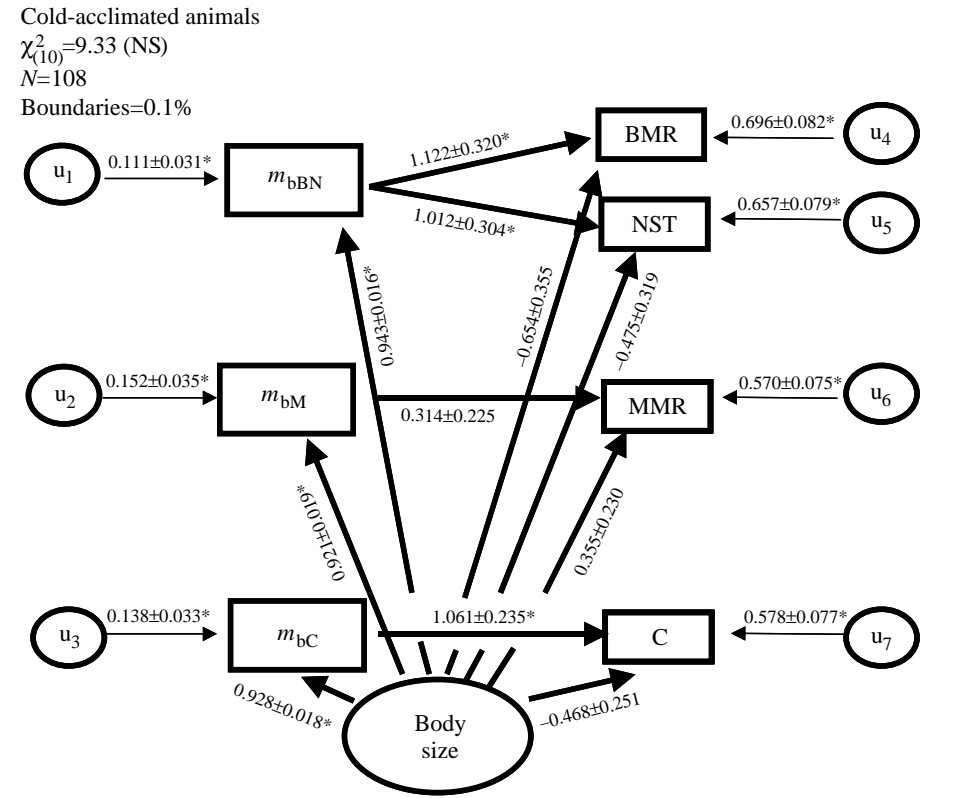 Cold-acclimated animals
χ²(10)=9.33 (NS)
N=108
Boundaries=0.1%
u1
0.111±0.031*
mbBN
1.122±0.320*
BMR
0.696±0.082*
u4
1.012±0.304*
NST
0.657±0.079*
u5
0.943±0.016*
–0.654±0.355
–0.475±0.319
u2
0.152±0.035*
mbM
0.314±0.225
MMR
0.570±0.075*
u6
0.921±0.019*
0.355±0.230
u3
0.138±0.033*
mbC
1.061±0.235*
C
0.578±0.077*
u7
0.928±0.018*
Body
size
–0.468±0.251